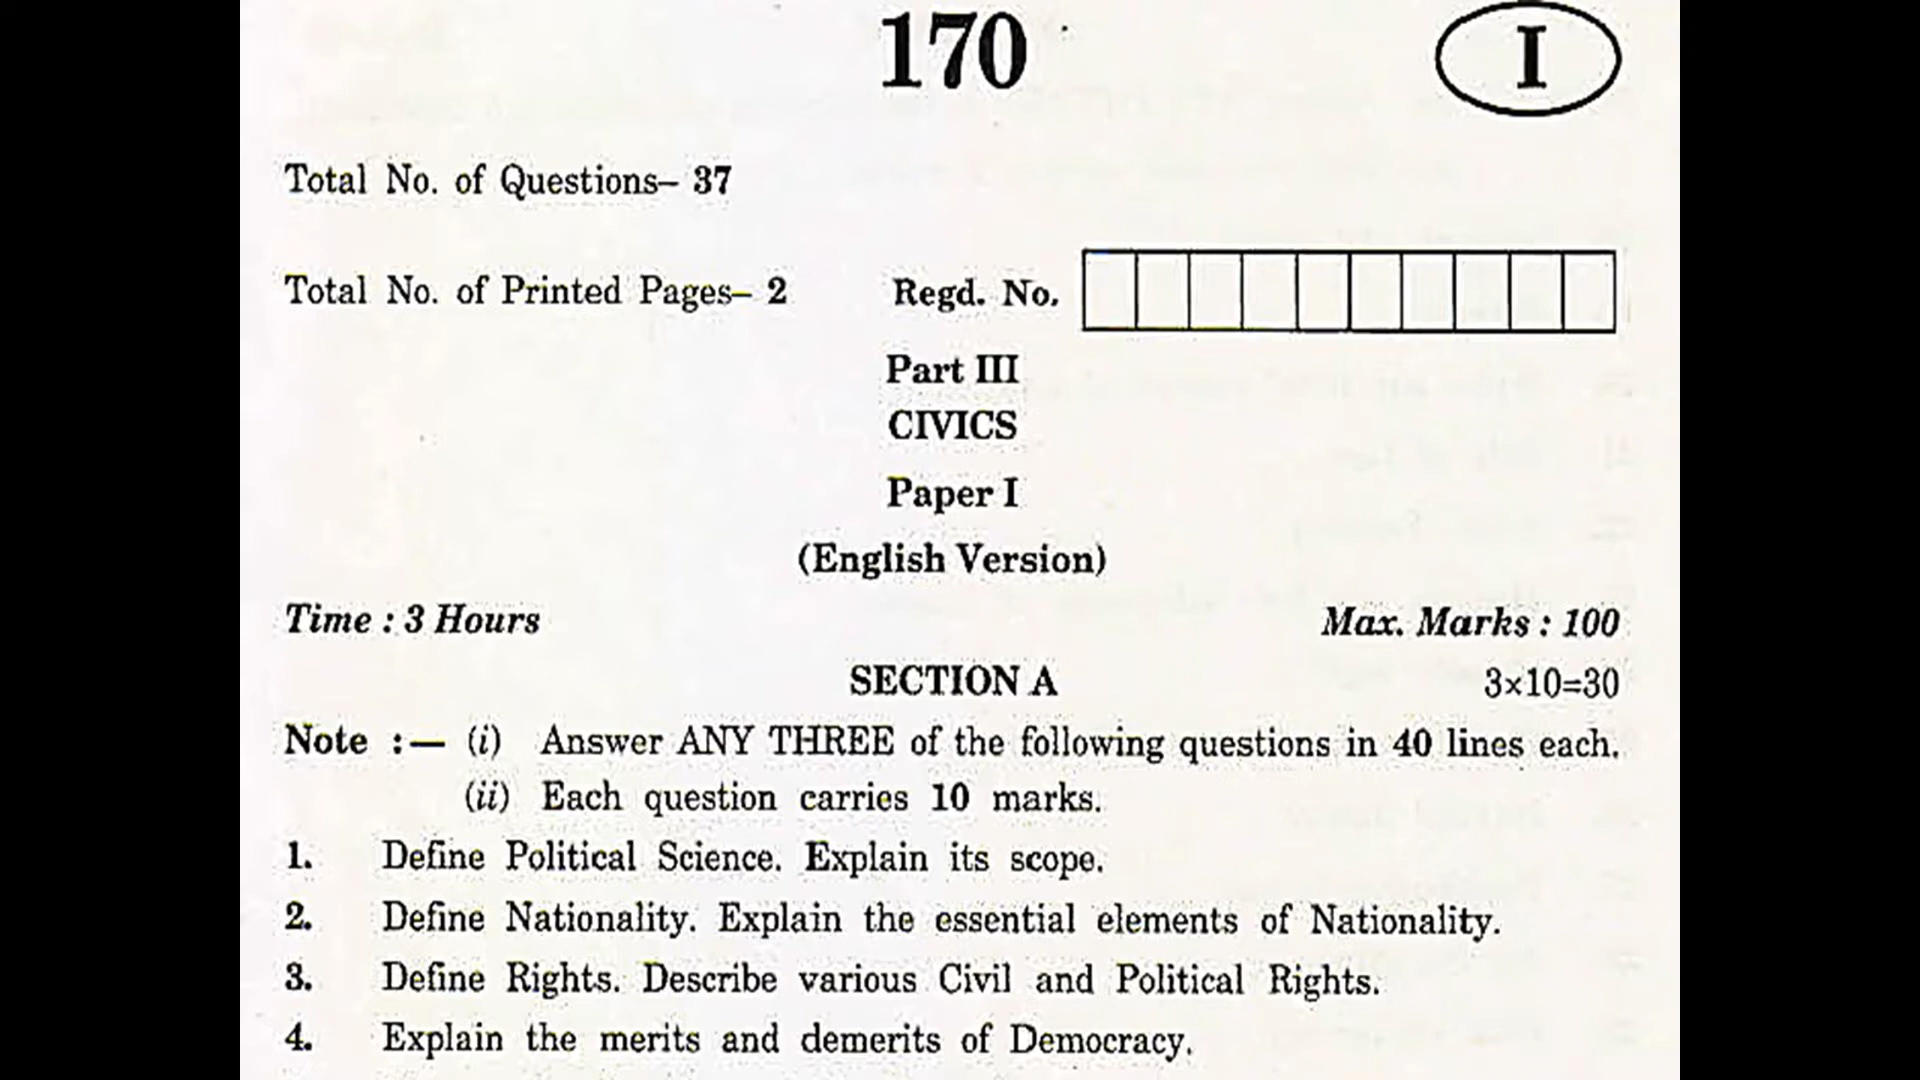 170
I
Total No. of Questions– 37
Total No. of Printed Pages– 2 Regd. No.
Part III
CIVICS
Paper I
(English Version)
Time : 3 Hours Max. Marks : 100
SECTION A 3×10=30
Note :— (i) Answer ANY THREE of the following questions in 40 lines each.
(ii) Each question carries 10 marks.
1. Define Political Science. Explain its scope.
2. Define Nationality. Explain the essential elements of Nationality.
3. Define Rights. Describe various Civil and Political Rights.
4. Explain the merits and demerits of Democracy.